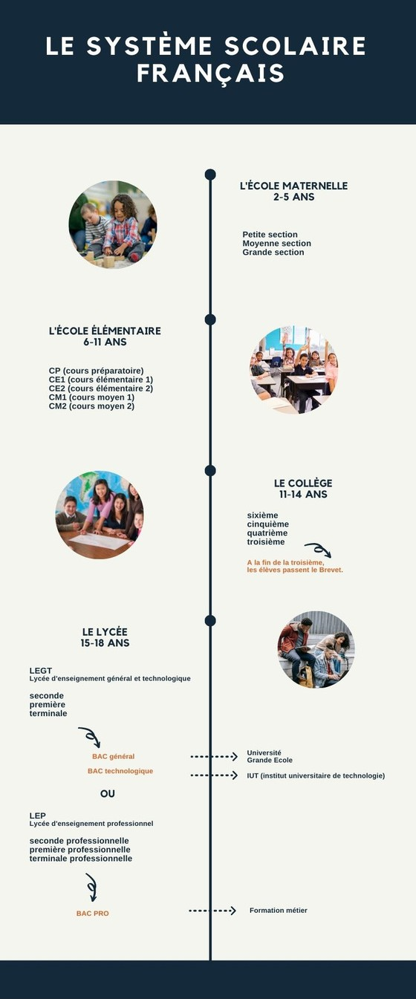 LE SYSTÈME SCOLAIRE
FRANÇAIS
L'ÉCOLE MATERNELLE
2-5 ANS
Petite section
Moyenne section
Grande section
L'ÉCOLE ÉLÉMENTAIRE
6-11 ANS
CP (cours préparatoire)
CE1 (cours élémentaire 1)
CE2 (cours élémentaire 2)
CM1 (cours moyen 1)
CM2 (cours moyen 2)
LE COLLÈGE
11-14 ANS
sixième
cinquième
quatrième
troisième
A la fin de la troisième,
les élèves passent le Brevet.
LE LYCÉE
15-18 ANS
LEGT
Lycée d'enseignement général et technologique
seconde
première
terminale
BAC général
Université
Grande Ecole
BAC technologique
IUT (institut universitaire de technologie)
OU
LEP
Lycée d'enseignement professionnel
seconde professionnelle
première professionnelle
terminale professionnelle
BAC PRO
Formation métier